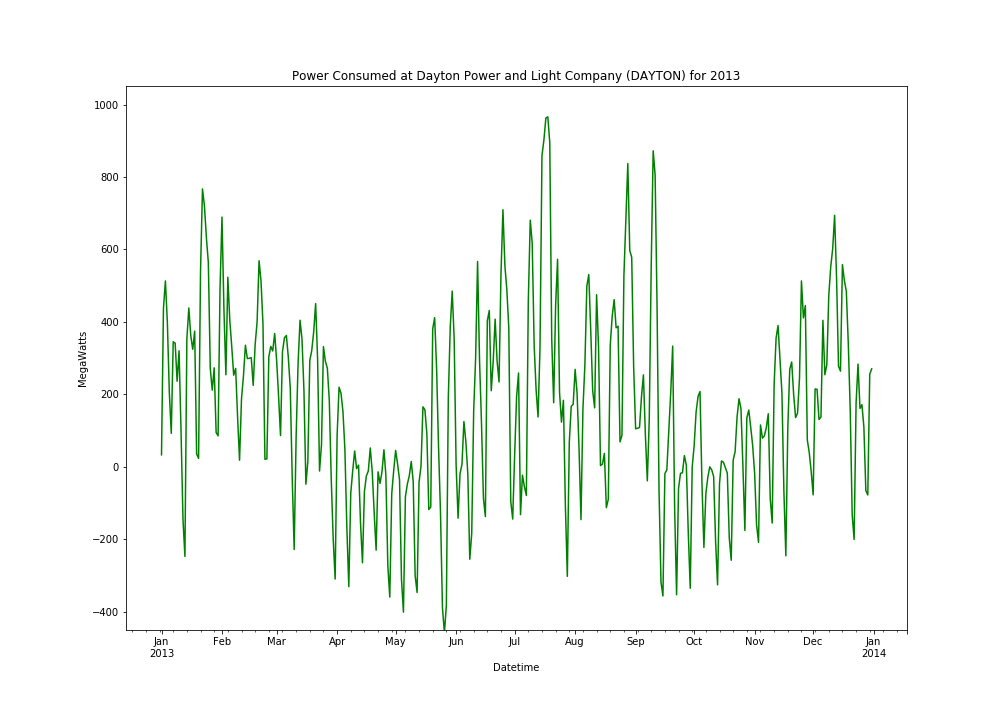 Power Consumed at Dayton Power and Light Company (DAYTON) for 2013
MegaWatts
1000
800
600
400
200
0
−200
−400
Jan Feb Mar Apr May Jun Jul Aug Sep Oct Nov Dec Jan
2013 2014
Datetime